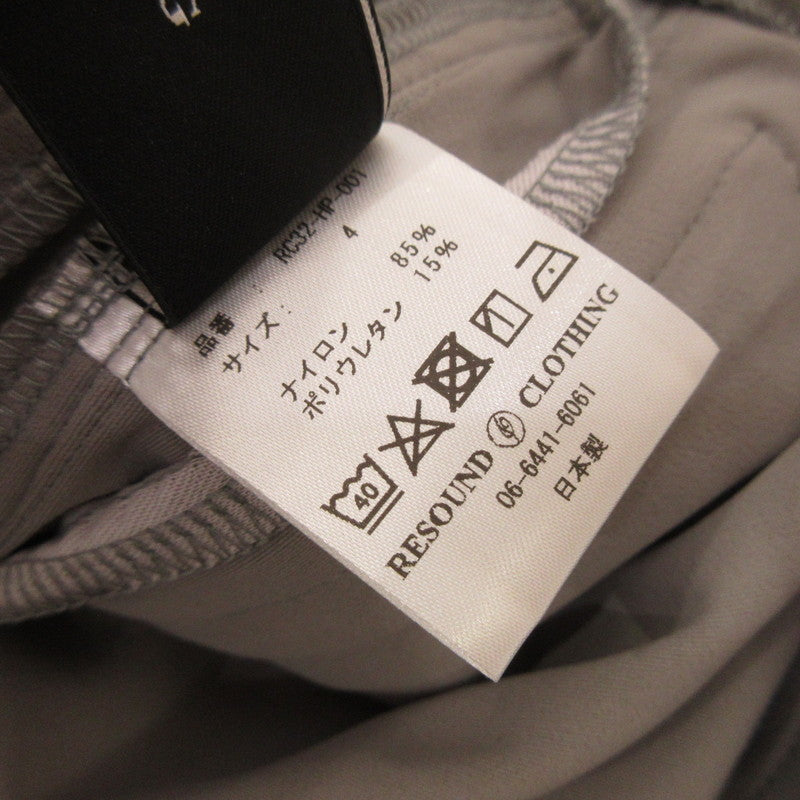 品番 : RC32-HP-001
サイズ: 4
ナイロン 85%
ポリウレタン 15%
40
RESOUND CLOTHING
06-6441-6061
日本製